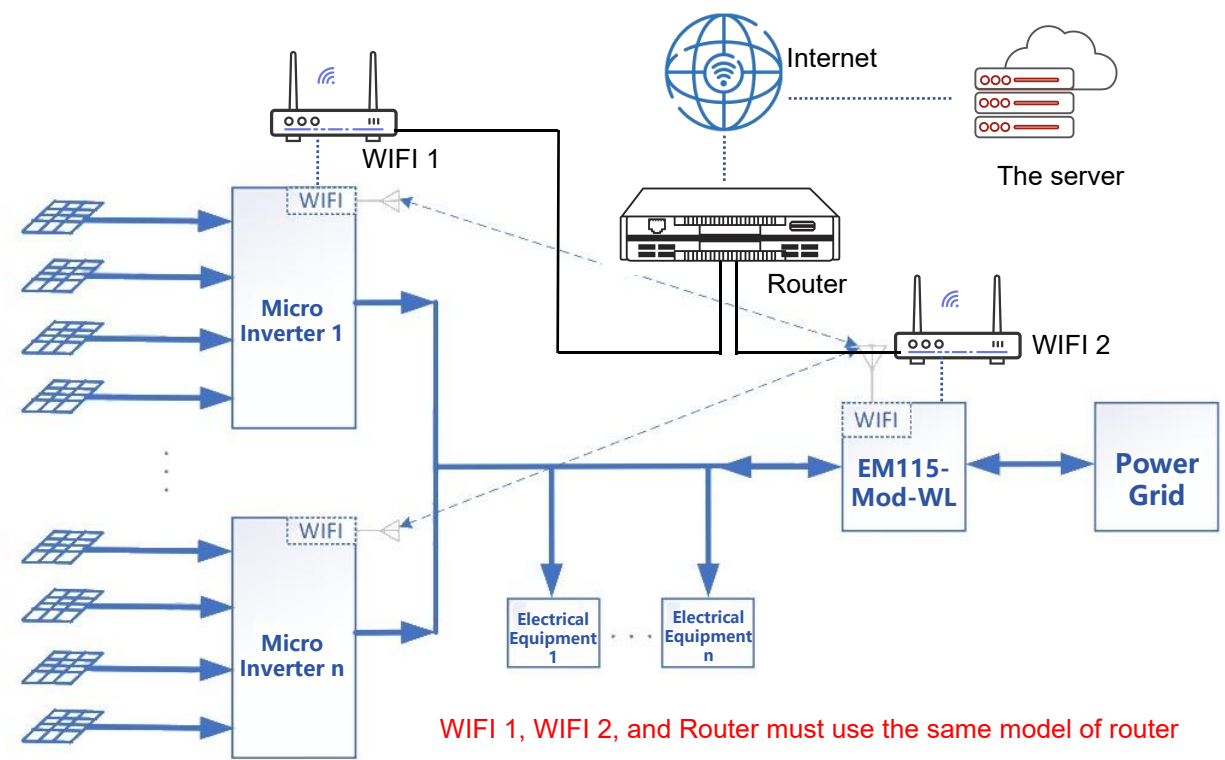 Internet
WIFI 1
The server
WIFI
Router
Micro
Inverter 1
WIFI 2
WIFI
EM115-
Mod-WL
Power
Grid
WIFI
Micro
Inverter n
Electrical
Equipment
1
Electrical
Equipment
n
WIFI 1, WIFI 2, and Router must use the same model of router